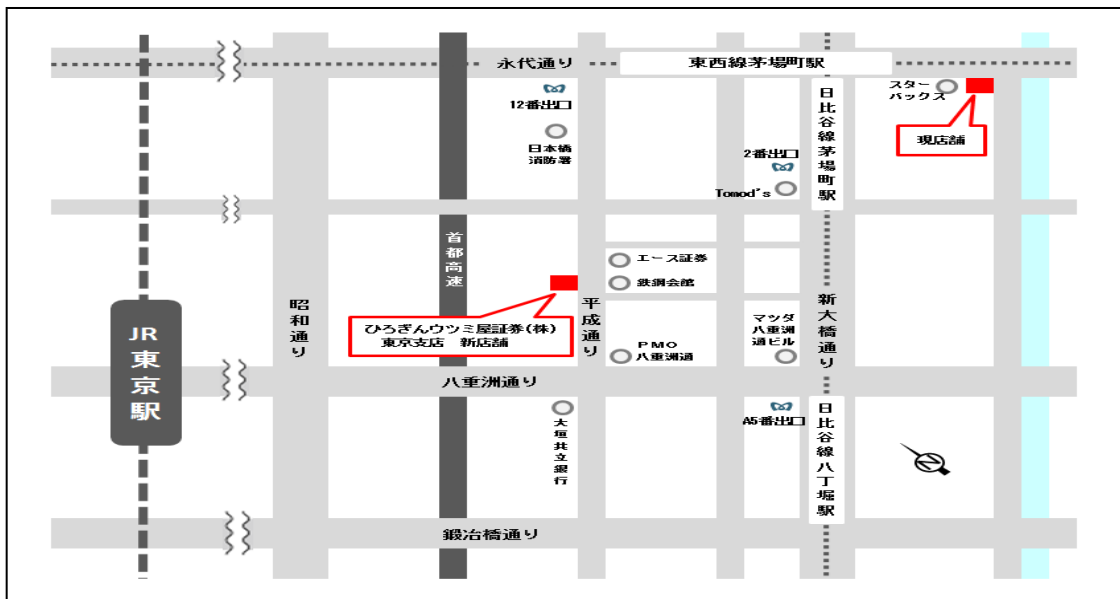 永代通り
東西線茅場町駅
スター
バックス
現店舗
12番出口
日本橋
消防署
2番出口
Tomod's
日比谷線茅場町駅
首都高速
エース証券
鉄鋼会館
昭和通り
平成通り
新大橋通り
ひろぎんウツミ屋証券(株)
東京支店 新店舗
マツダ
八重洲
通ビル
PMO
八重洲通
JR
東京駅
八重洲通り
大垣共立銀行
A5番出口
日比谷線八丁堀駅
鍛冶橋通り